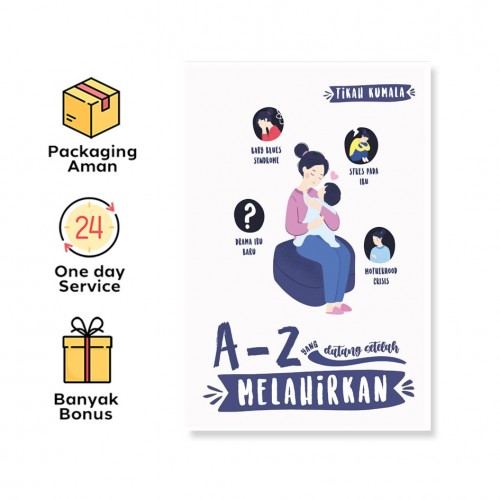 Packaging
Aman
24
One day
Service
Banyak
Bonus
TIKAH KUMALA
BABY BLUES
SYNDROME
STRES PADA
IBU
?
DRAMA IBU
BARU
MOTHERHOOD
CRISIS
A-Z YANG datang setelah
MELAHiRKAN